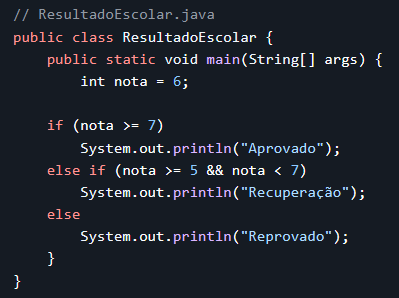 // ResultadoEscolar.java
public class ResultadoEscolar {
    public static void main(String[] args) {
        int nota = 6;

    if (nota >= 7)
        System.out.println("Aprovado");
    else if (nota >= 5 && nota < 7)
        System.out.println("Recuperação");
    else
        System.out.println("Reprovado");
    }
}